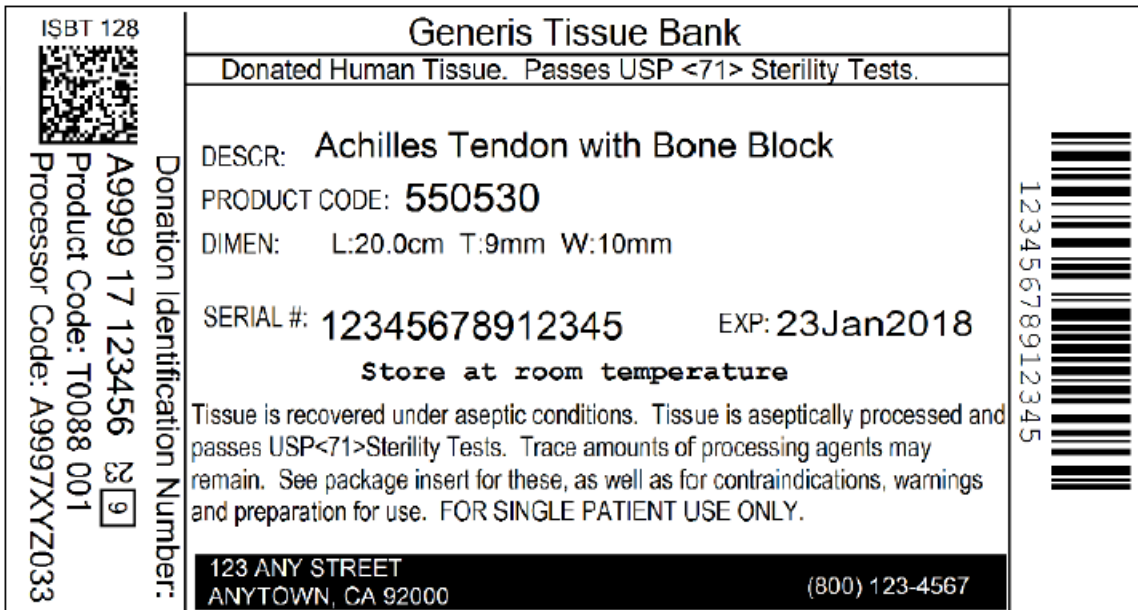 ISBT 128
Donation Identification Number:
A9999 17 123456 23 9
Product Code: T0088 001
Processor Code: A9997XYZ033
Generis Tissue Bank
Donated Human Tissue. Passes USP <71> Sterility Tests.
DESCR: Achilles Tendon with Bone Block
PRODUCT CODE: 550530
DIMEN: L:20.0cm T:9mm W:10mm
SERIAL #: 12345678912345 EXP: 23Jan2018
Store at room temperature
Tissue is recovered under aseptic conditions. Tissue is aseptically processed and
passes USP<71>Sterility Tests. Trace amounts of processing agents may
remain. See package insert for these, as well as for contraindications, warnings
and preparation for use. FOR SINGLE PATIENT USE ONLY.
123 ANY STREET
ANYTOWN, CA 92000
(800) 123-4567
12345678912345